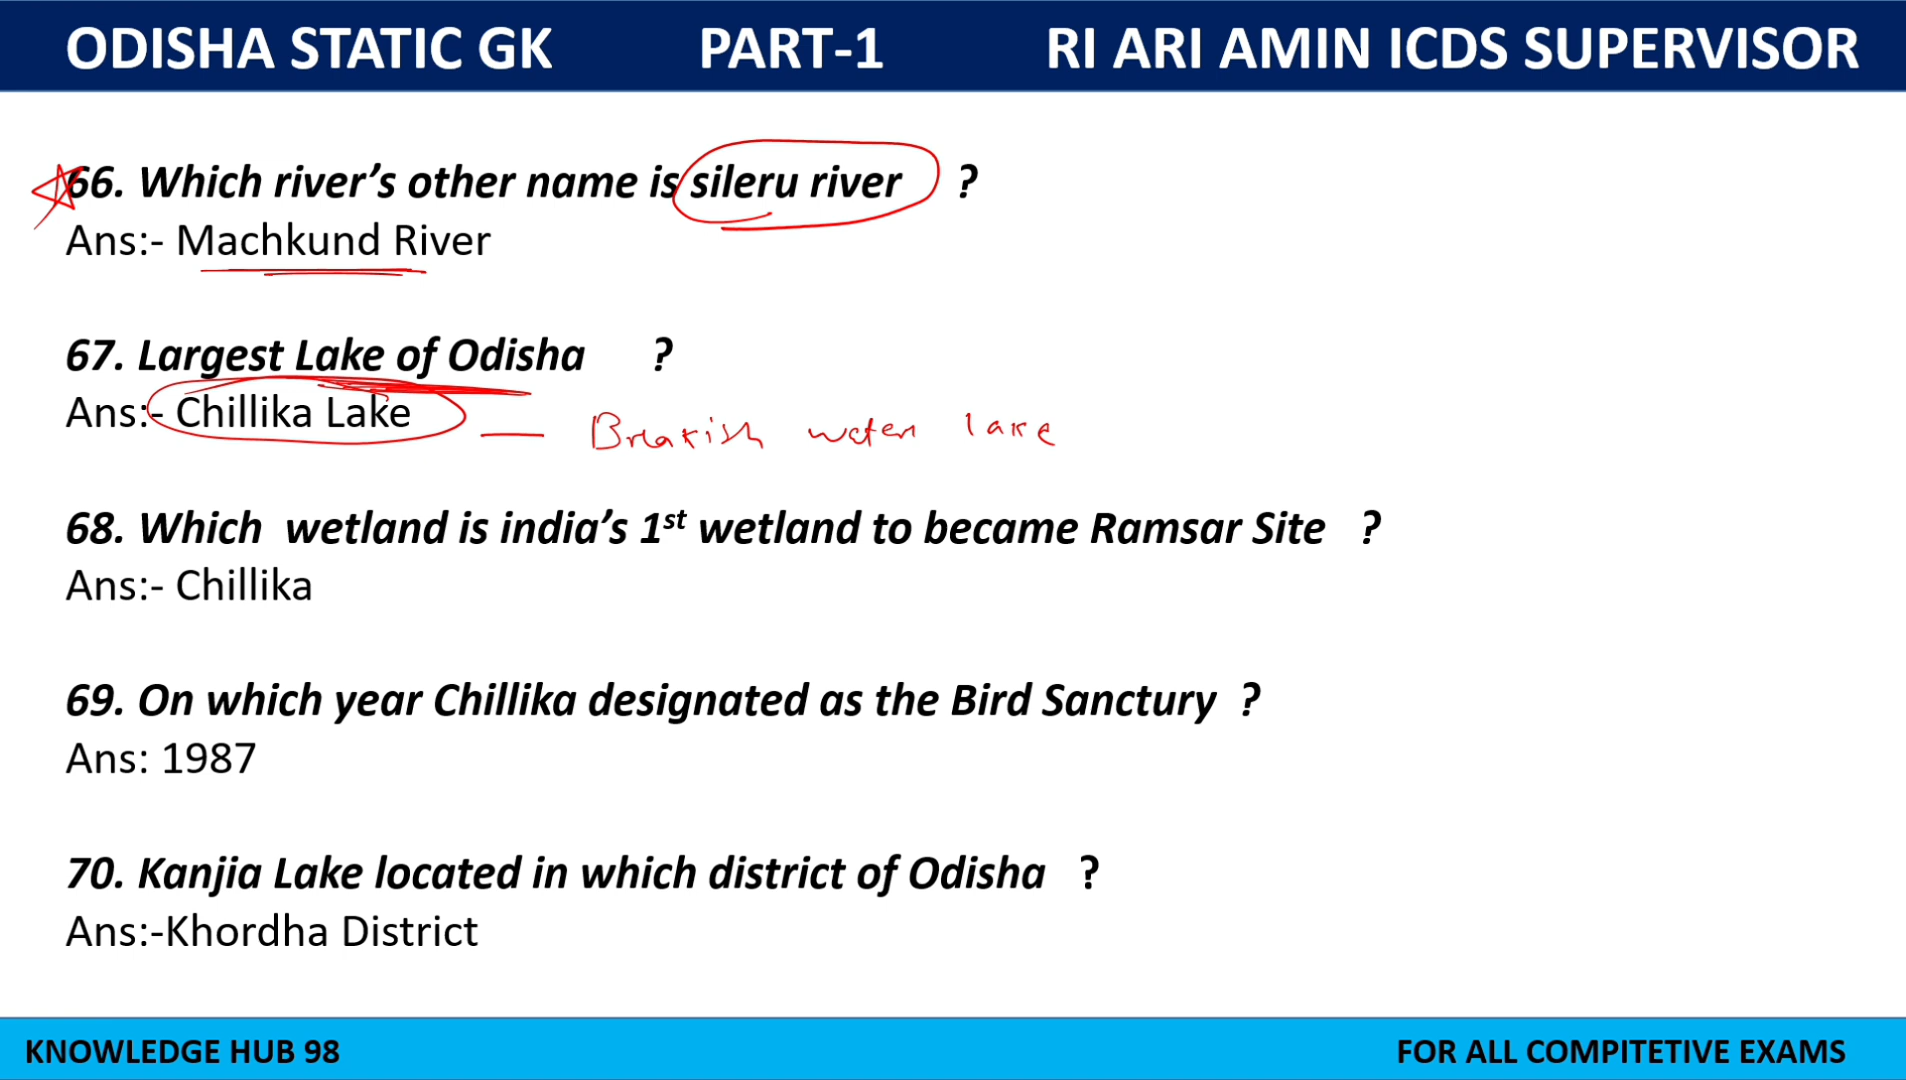 ODISHA STATIC GK PART-1 RI ARI AMIN ICDS SUPERVISOR
66. Which river’s other name is sileru river ?
Ans:- Machkund River
67. Largest Lake of Odisha ?
Ans:- Chillika Lake — Breakish water lake
68. Which wetland is india’s 1st wetland to became Ramsar Site ?
Ans:- Chillika
69. On which year Chillika designated as the Bird Sanctury ?
Ans: 1987
70. Kanjia Lake located in which district of Odisha ?
Ans:-Khordha District
KNOWLEDGE HUB 98 FOR ALL COMPITETIVE EXAMS